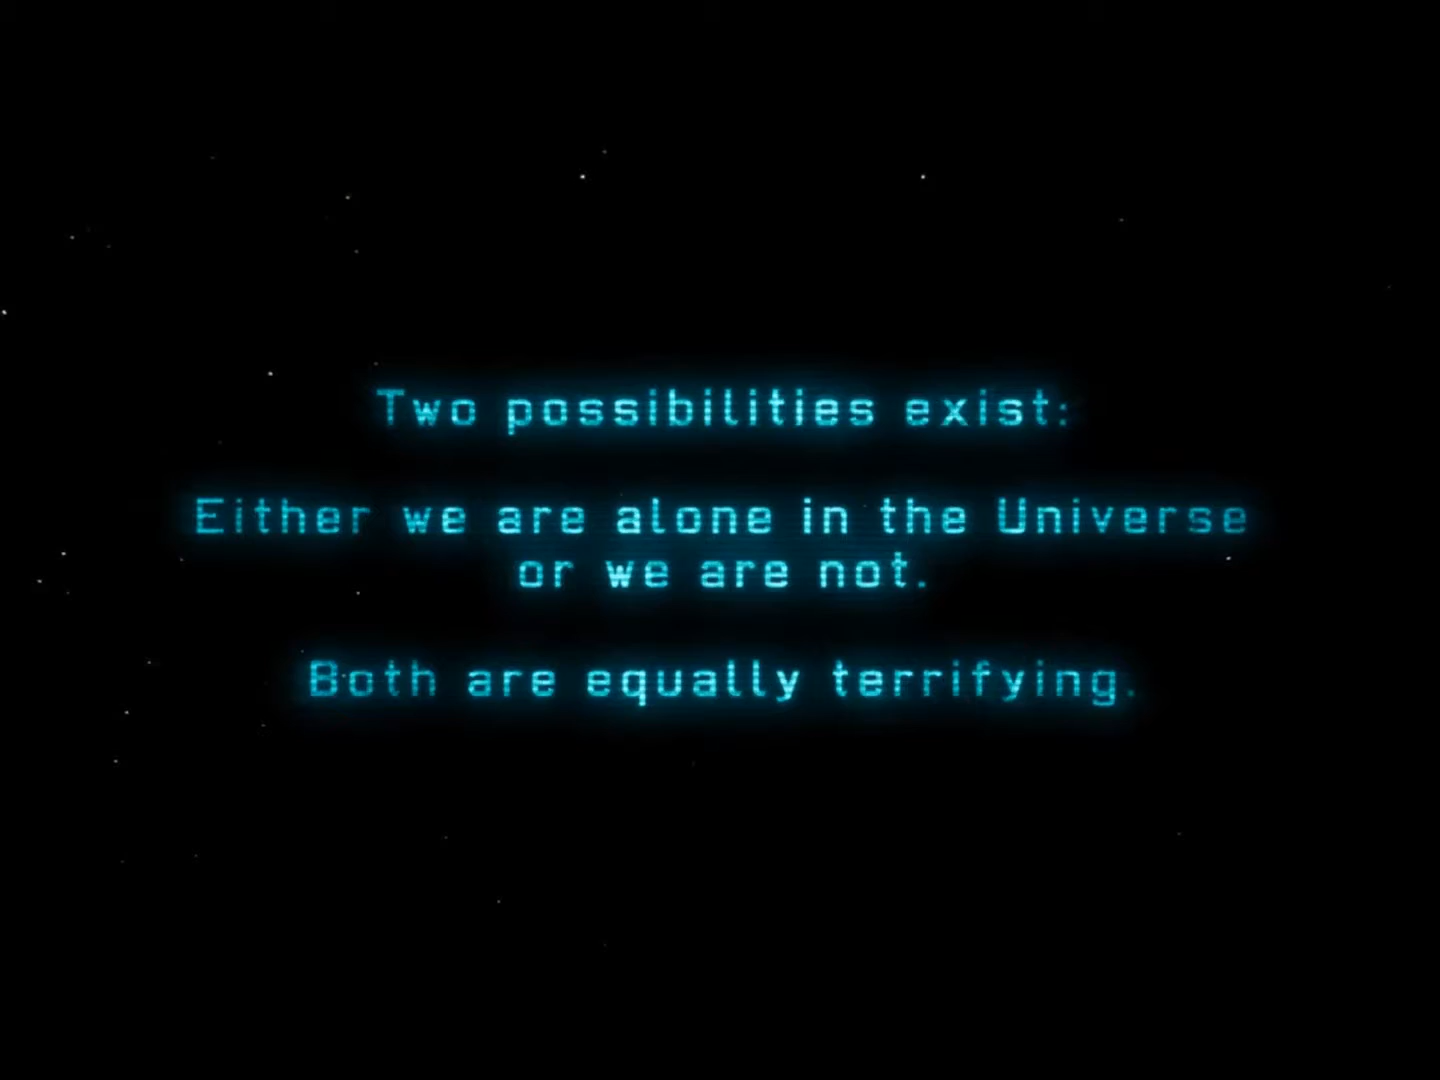 Two possibilities exist:
Either we are alone in the Universe
or we are not.
Both are equally terrifying.